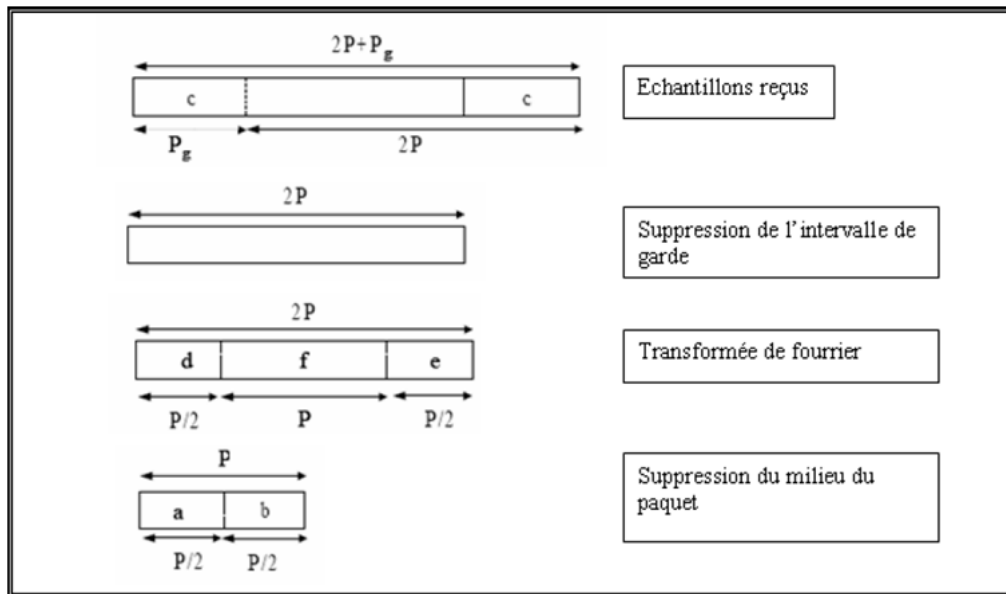 2P+Pg
c c
Echantillons reçus
Pg 2P
2P
Suppression de l'intervalle de
garde
2P
d f e
Transformée de fourrier
P/2 P P/2
P
a b
Suppression du milieu du
paquet
P/2 P/2